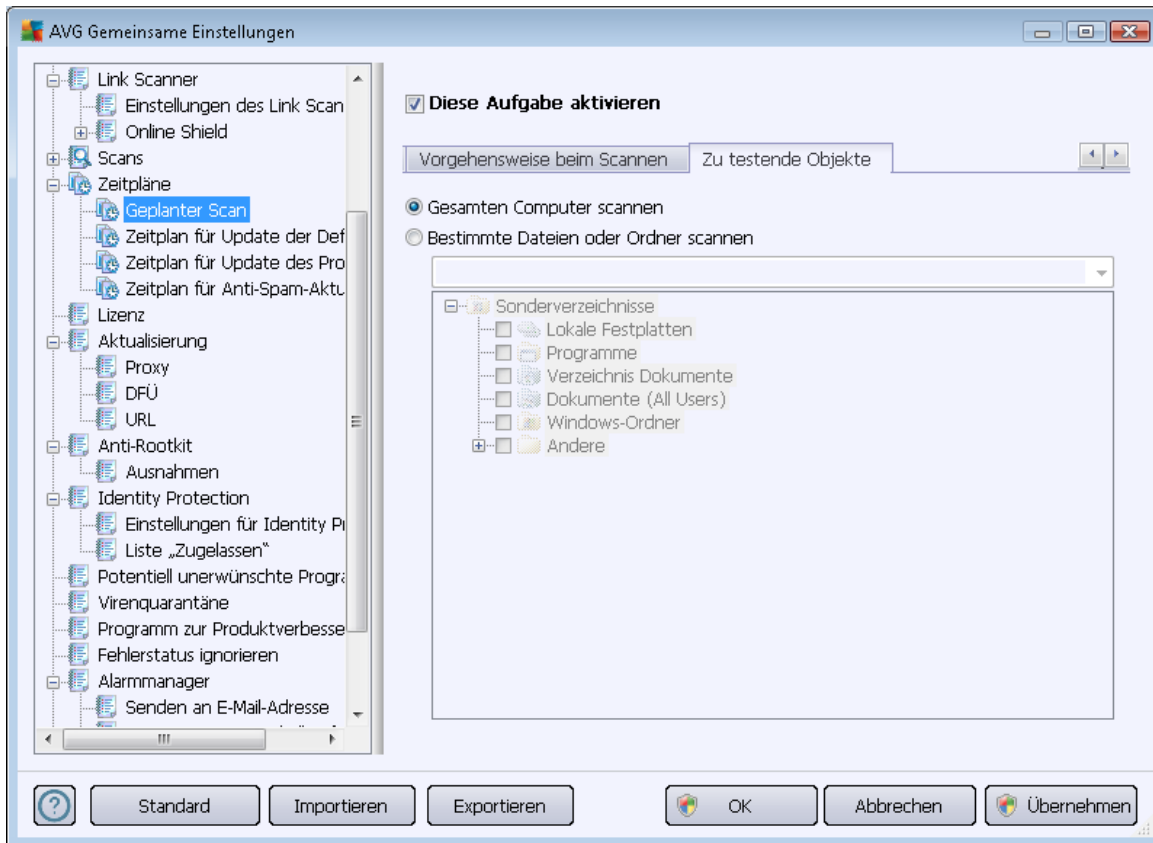 AVG Gemeinsame Einstellungen
Link Scanner
Einstellungen des Link Scan
Online Shield
Scans
Zeitpläne
Geplanter Scan
Zeitplan für Update der Def
Zeitplan für Update des Pro
Zeitplan für Anti-Spam-Aktu
Lizenz
Aktualisierung
Proxy
DFÜ
URL
Anti-Rootkit
Ausnahmen
Identity Protection
Einstellungen für Identity Pr
Liste „Zugelassen“
Potentiell unerwünschte Progra
Virenquarantäne
Programm zur Produktverbesse
Fehlerstatus ignorieren
Alarmmanager
Senden an E-Mail-Adresse
Diese Aufgabe aktivieren
Vorgehensweise beim Scannen
Zu testende Objekte
Gesamten Computer scannen
Bestimmte Dateien oder Ordner scannen
Sonderverzeichnisse
Lokale Festplatten
Programme
Verzeichnis Dokumente
Dokumente (All Users)
Windows-Ordner
Andere
Standard
Importieren
Exportieren
OK
Abbrechen
Übernehmen